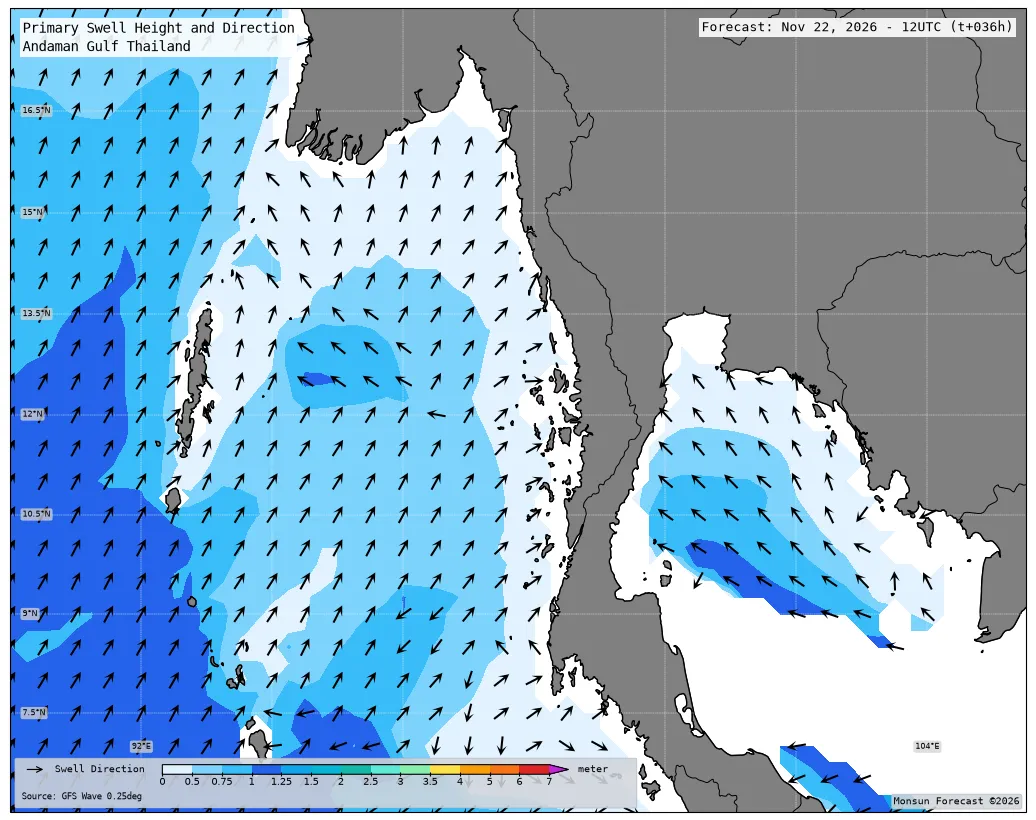 Primary Swell Height and Direction
Andaman Gulf Thailand
Forecast: Nov 22, 2026 - 12UTC (t+036h)
16.5°N
15°N
13.5°N
12°N
10.5°N
9°N
7.5°N
92°E
104°E
Swell Direction
0 0.5 0.75 1 1.25 1.5 2 2.5 3 3.5 4 5 6 7
meter
Source: GFS Wave 0.25deg
Monsun Forecast ©2026